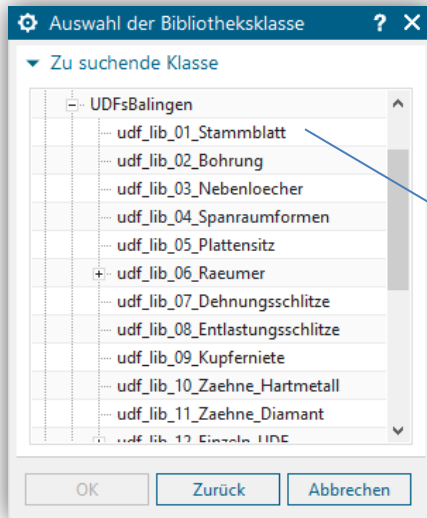 Auswahl der Bibliotheksklasse ? X
Zu suchende Klasse
UDFsBalingen
udf_lib_01_Stammblatt
udf_lib_02_Bohrung
udf_lib_03_Nebenloecher
udf_lib_04_Spanraumformen
udf_lib_05_Plattensitz
udf_lib_06_Raeumer
udf_lib_07_Dehnungsschlitze
udf_lib_08_Entlastungsschlitze
udf_lib_09_Kupferniete
udf_lib_10_Zaehne_Hartmetall
udf_lib_11_Zaehne_Diamant
udf_lib_12_Einzeln_UDF
OK Zurück Abbrechen